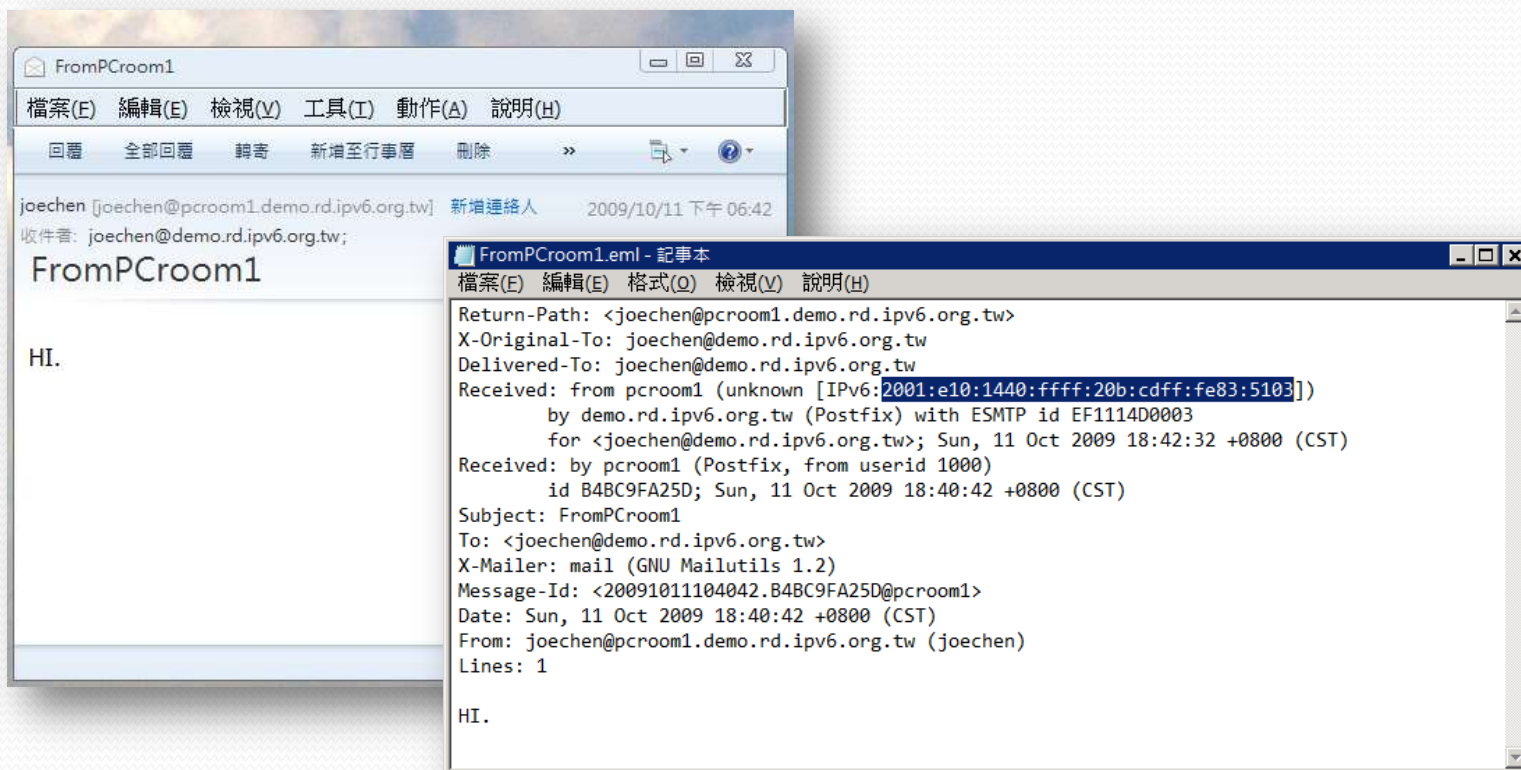 FromPCroom1
檔案(F) 編輯(E) 檢視(V) 工具(T) 動作(A) 說明(H)
回覆 全部回覆 轉寄 新增至行事曆 刪除 »
joechen [joechen@pcroom1.demo.rd.ipv6.org.tw] 新增連絡人 2009/10/11 下午 06:42
收件者: joechen@demo.rd.ipv6.org.tw;
FromPCroom1
HI.
FromPCroom1.eml - 記事本
檔案(F) 編輯(E) 格式(O) 檢視(V) 說明(H)
Return-Path: <joechen@pcroom1.demo.rd.ipv6.org.tw>
X-Original-To: joechen@demo.rd.ipv6.org.tw
Delivered-To: joechen@demo.rd.ipv6.org.tw
Received: from pcroom1 (unknown [IPv6:2001:e10:1440:ffff:20b:cdff:fe83:5103])
by demo.rd.ipv6.org.tw (Postfix) with ESMTP id EF1114D0003
for <joechen@demo.rd.ipv6.org.tw>; Sun, 11 Oct 2009 18:42:32 +0800 (CST)
Received: by pcroom1 (Postfix, from userid 1000)
id B4BC9FA25D; Sun, 11 Oct 2009 18:40:42 +0800 (CST)
Subject: FromPCroom1
To: <joechen@demo.rd.ipv6.org.tw>
X-Mailer: mail (GNU Mailutils 1.2)
Message-Id: <20091011104042.B4BC9FA25D@pcroom1>
Date: Sun, 11 Oct 2009 18:40:42 +0800 (CST)
From: joechen@pcroom1.demo.rd.ipv6.org.tw (joechen)
Lines: 1
HI.